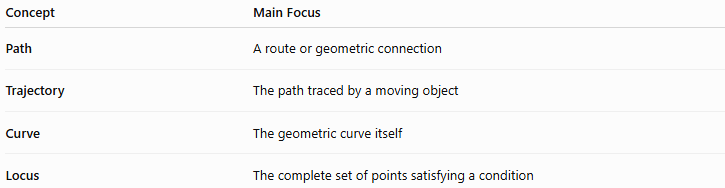 Concept Main Focus
Path A route or geometric connection
Trajectory The path traced by a moving object
Curve The geometric curve itself
Locus The complete set of points satisfying a condition